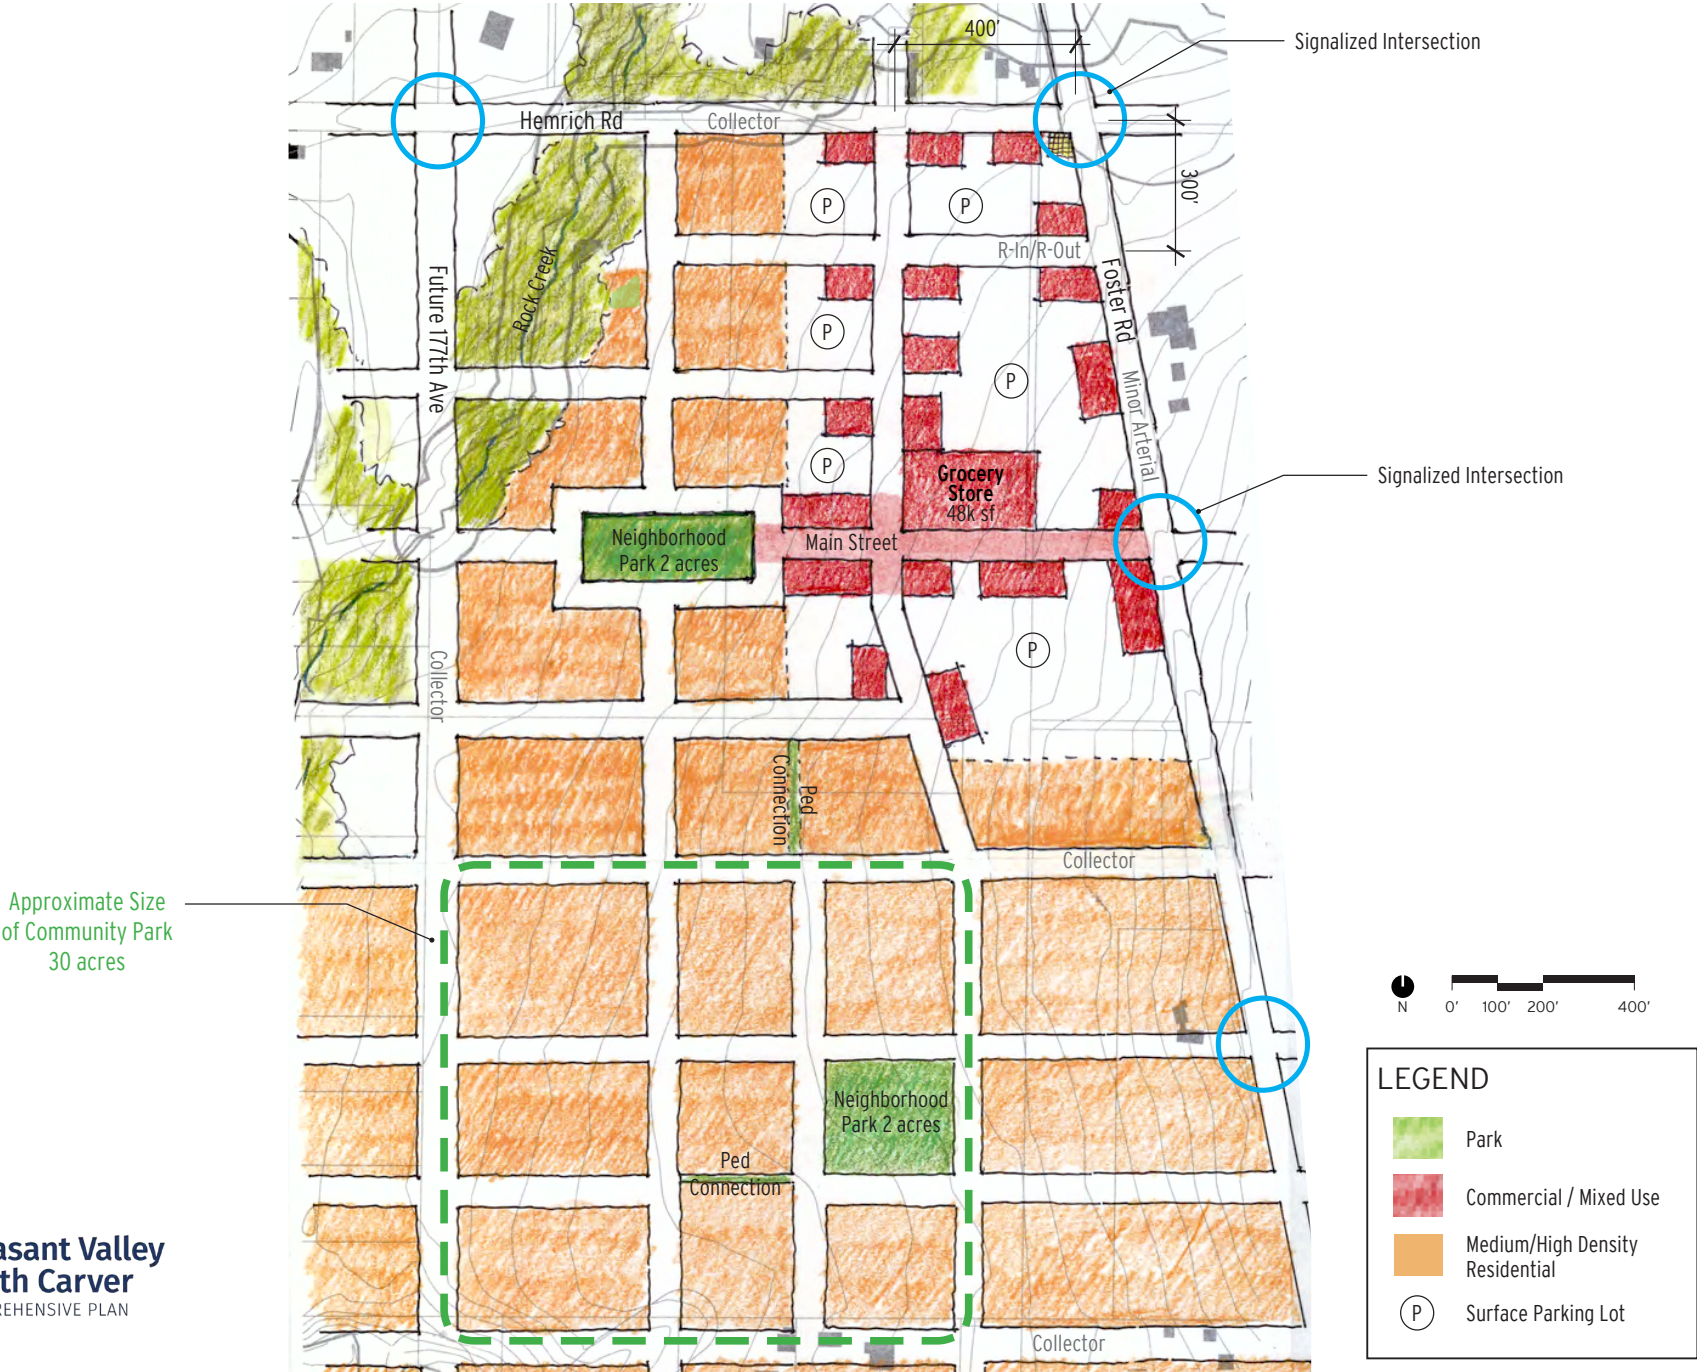 400'
Signalized Intersection
Hemrich Rd
Collector
P
P
300'
R-In/R-Out
Rock Creek
Future 177th Ave
Foster Rd
P
P
Minor Arterial
P
Grocery
Store
48k sf
Signalized Intersection
Neighborhood
Park 2 acres
Main Street
P
Collector
Ped
Connection
Collector
Approximate Size
of Community Park
30 acres
Neighborhood
Park 2 acres
Ped
Connection
Collector
N
0' 100' 200' 400'
LEGEND
Park
Commercial / Mixed Use
Medium/High Density
Residential
P Surface Parking Lot
asant Valley
th Carver
REHENSIVE PLAN